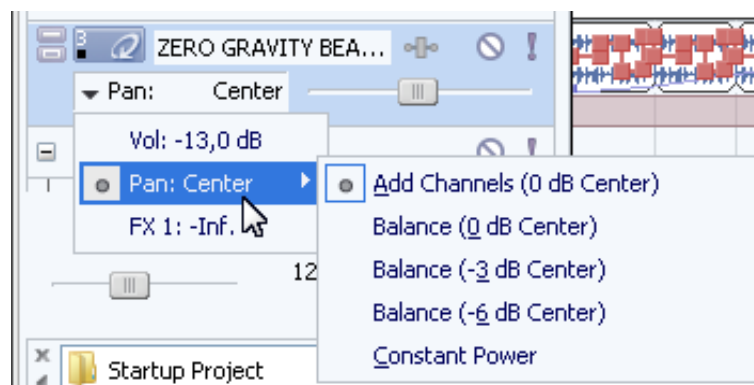 3 ZERO GRAVITY BEA...
Pan: Center
Vol: -13,0 dB
Pan: Center
FX 1: -Inf.
Add Channels (0 dB Center)
Balance (0 dB Center)
Balance (-3 dB Center)
Balance (-6 dB Center)
Constant Power
12
Startup Project